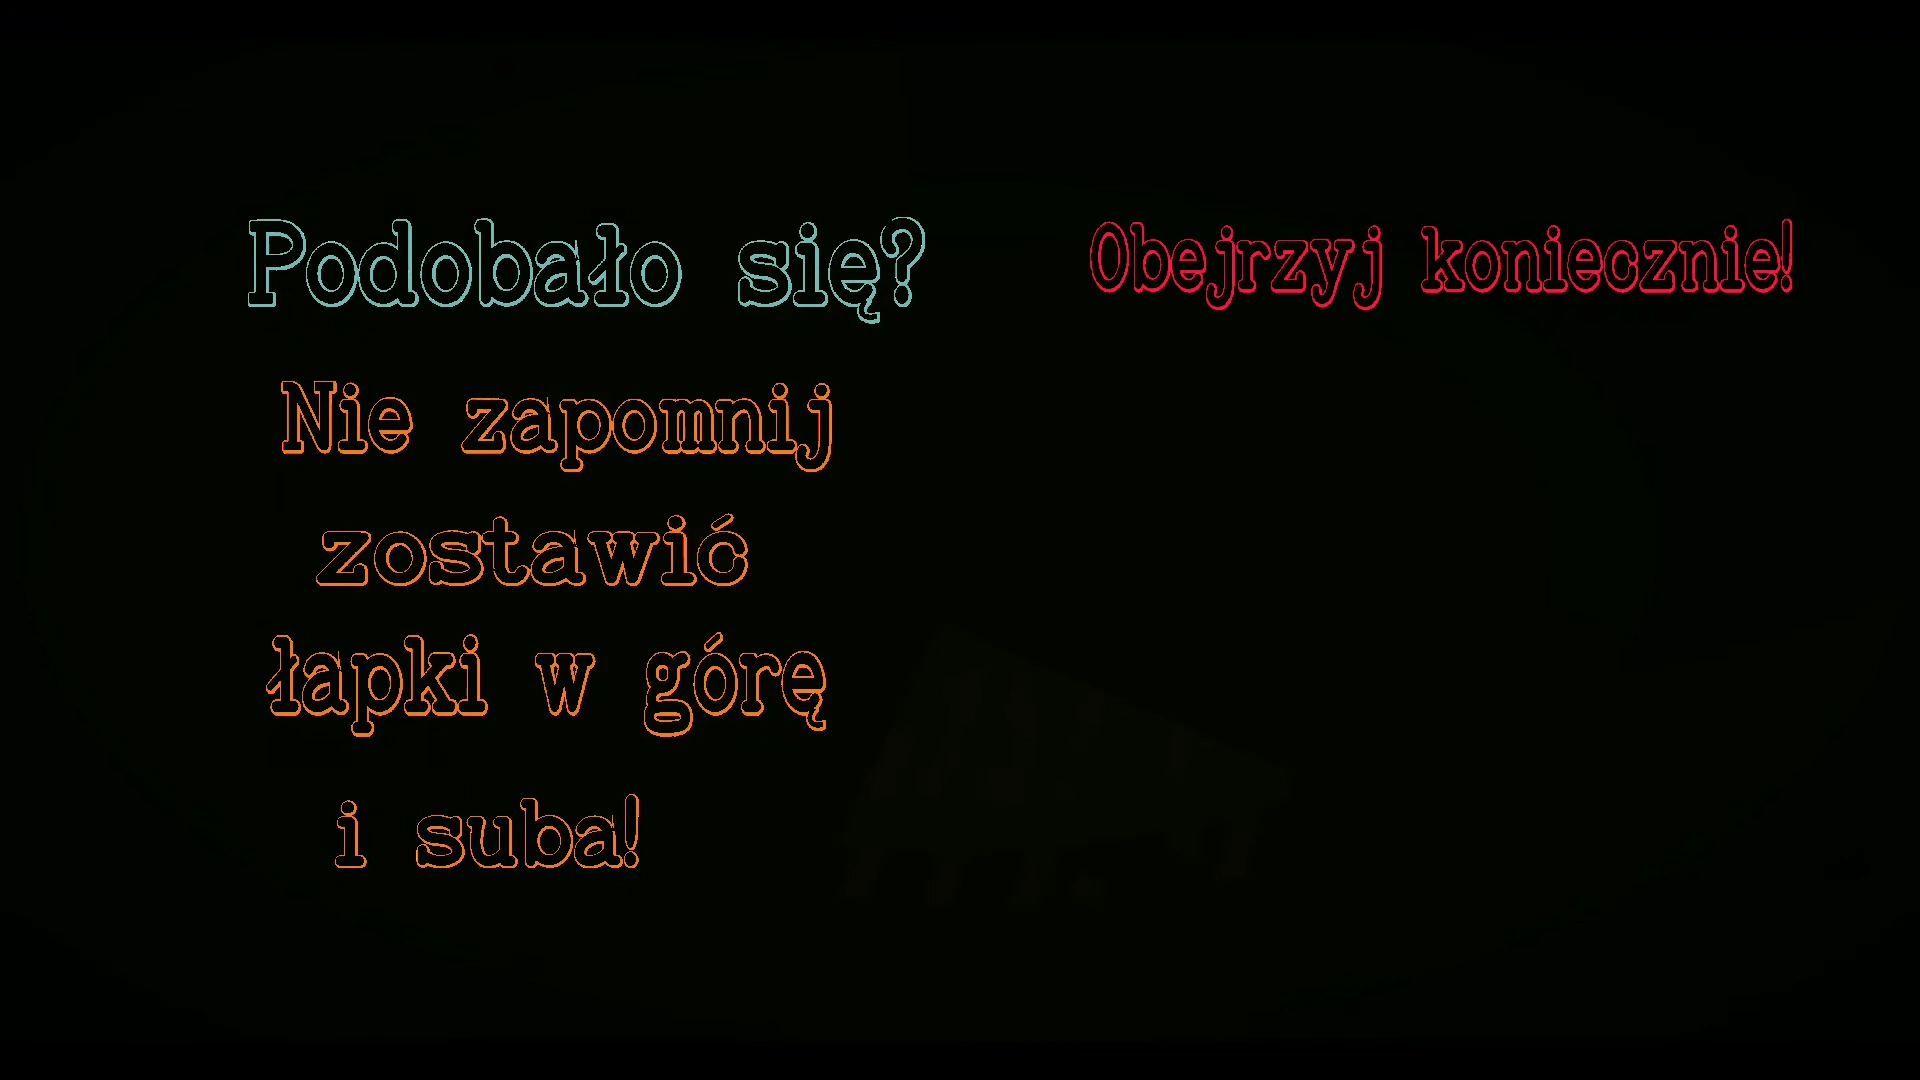 Podobało się?
Nie zapomnij
zostawić
łapki w górę
i suba!
Obejrzyj koniecznie!